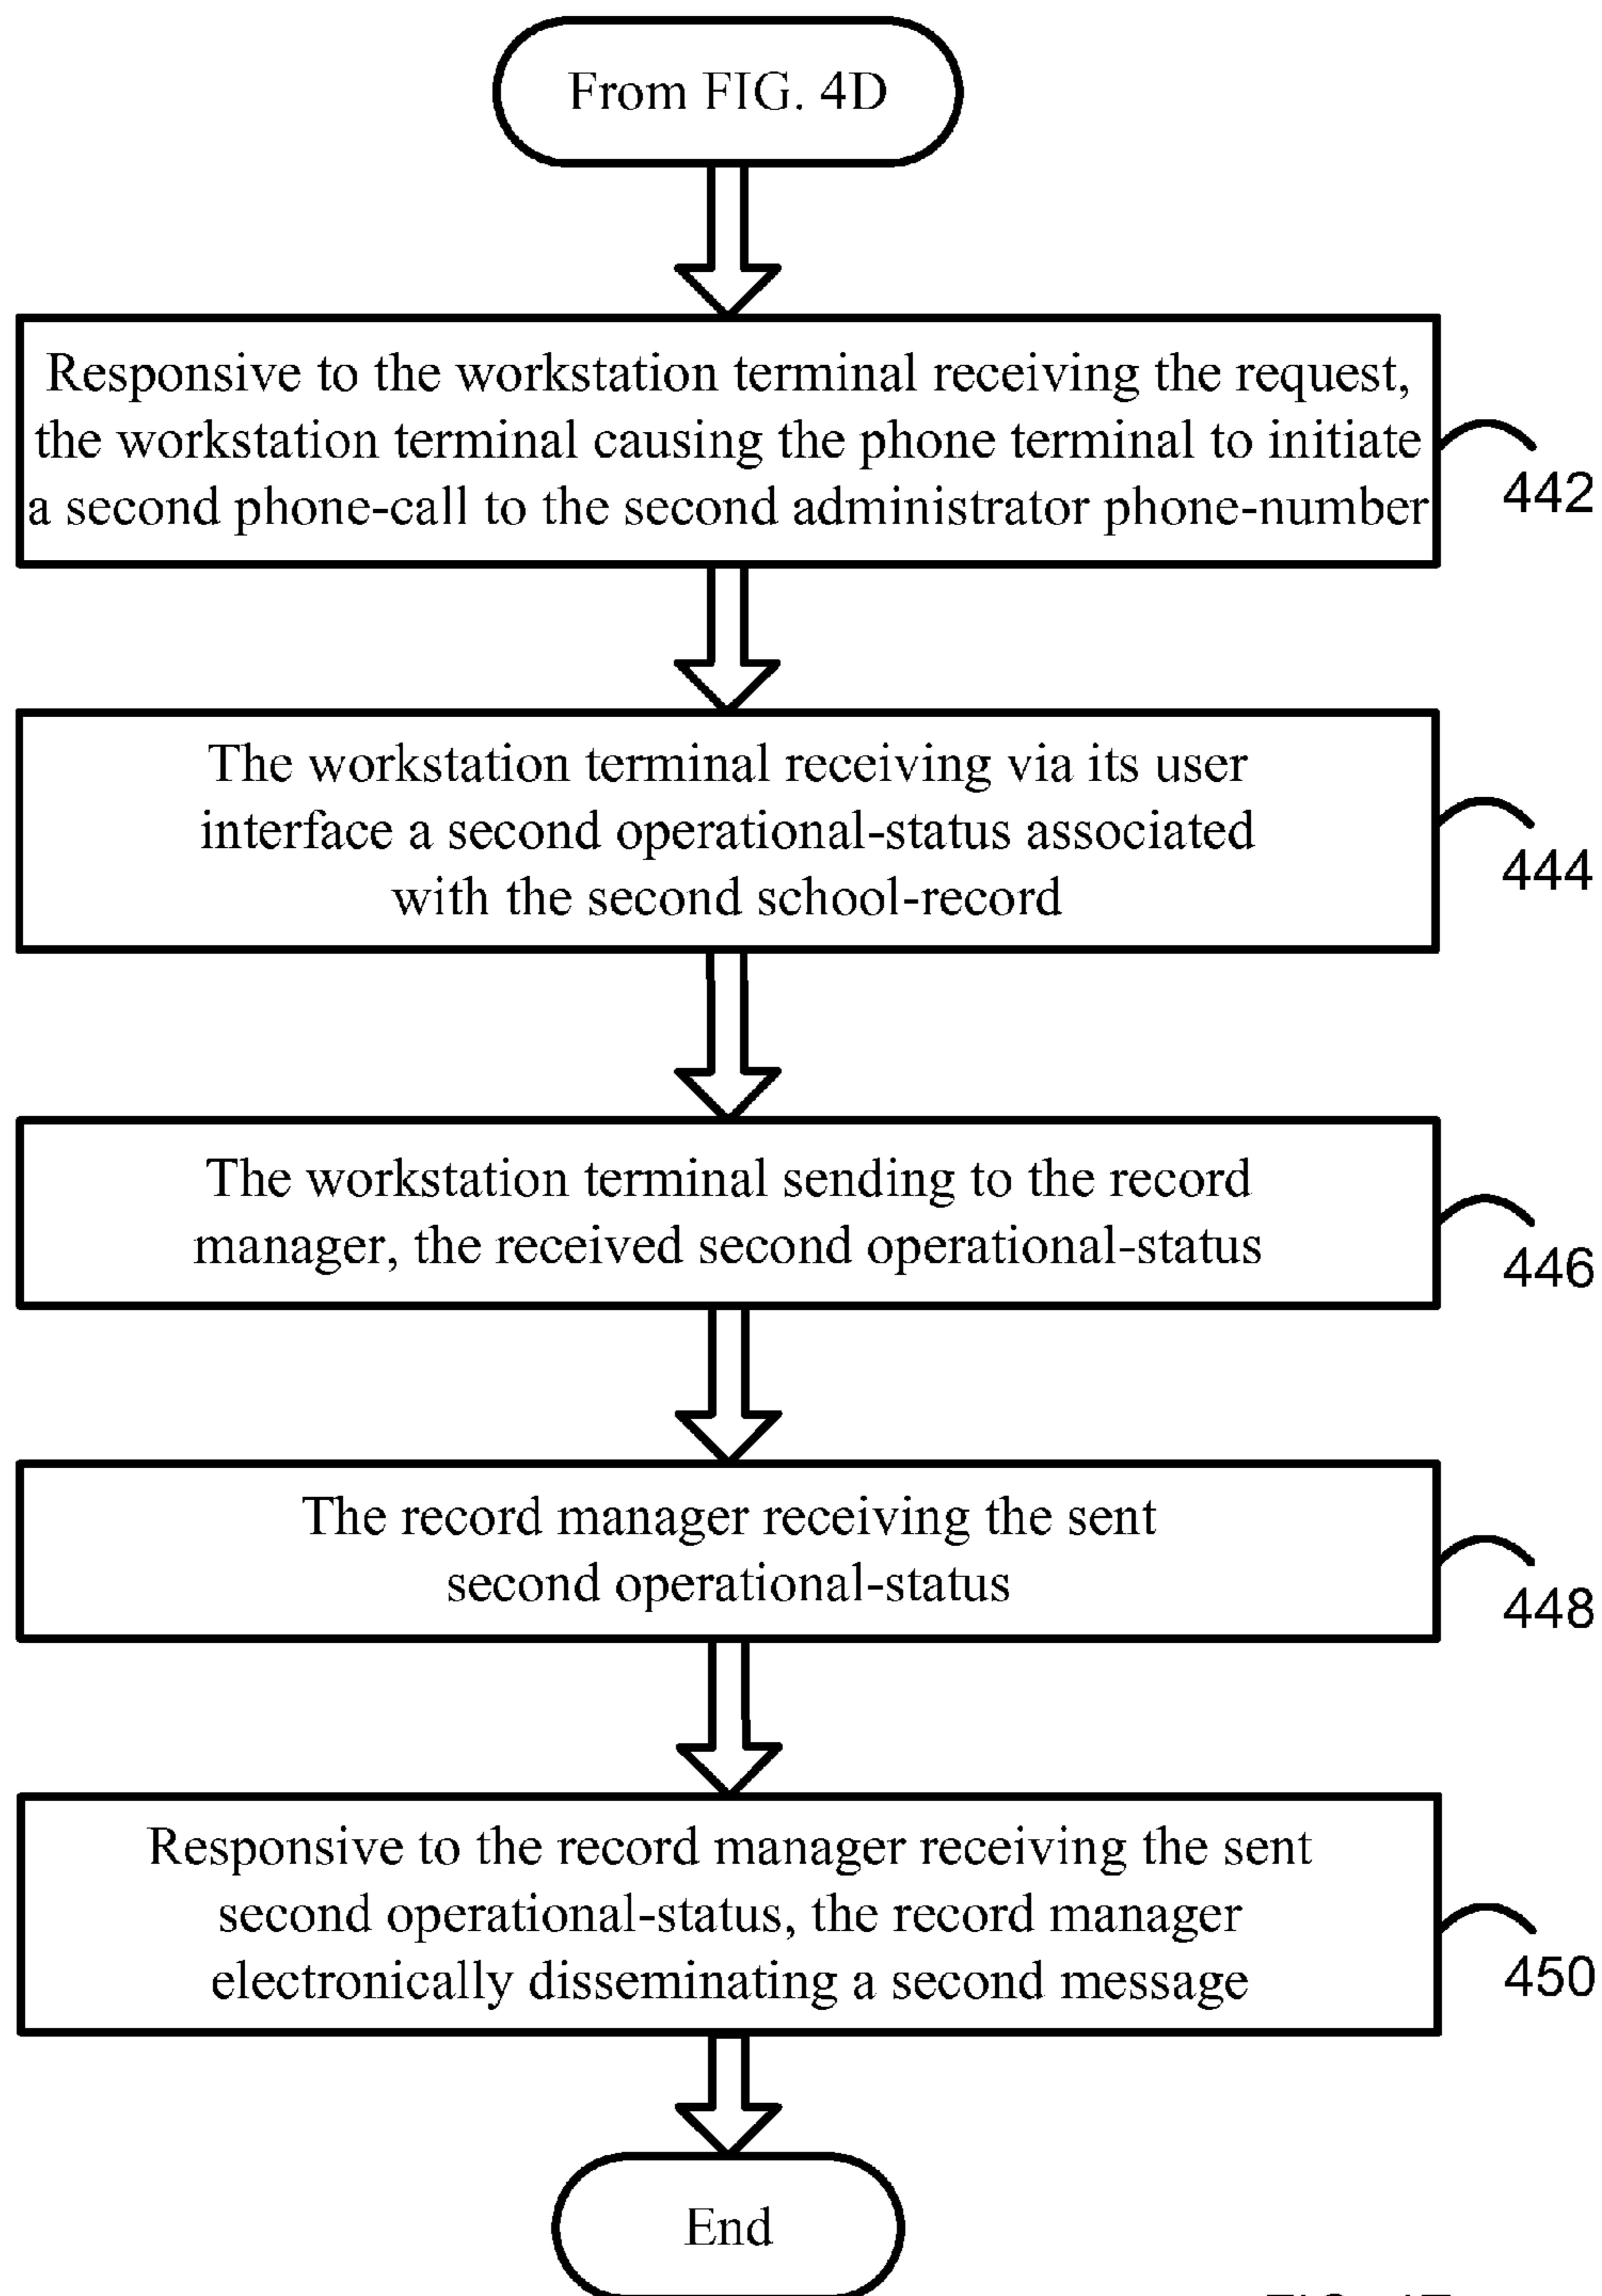 From FIG. 4D
Responsive to the workstation terminal receiving the request,
the workstation terminal causing the phone terminal to initiate
a second phone-call to the second administrator phone-number
442
The workstation terminal receiving via its user
interface a second operational-status associated
with the second school-record
444
The workstation terminal sending to the record
manager, the received second operational-status
446
The record manager receiving the sent
second operational-status
448
Responsive to the record manager receiving the sent
second operational-status, the record manager
electronically disseminating a second message
450
End